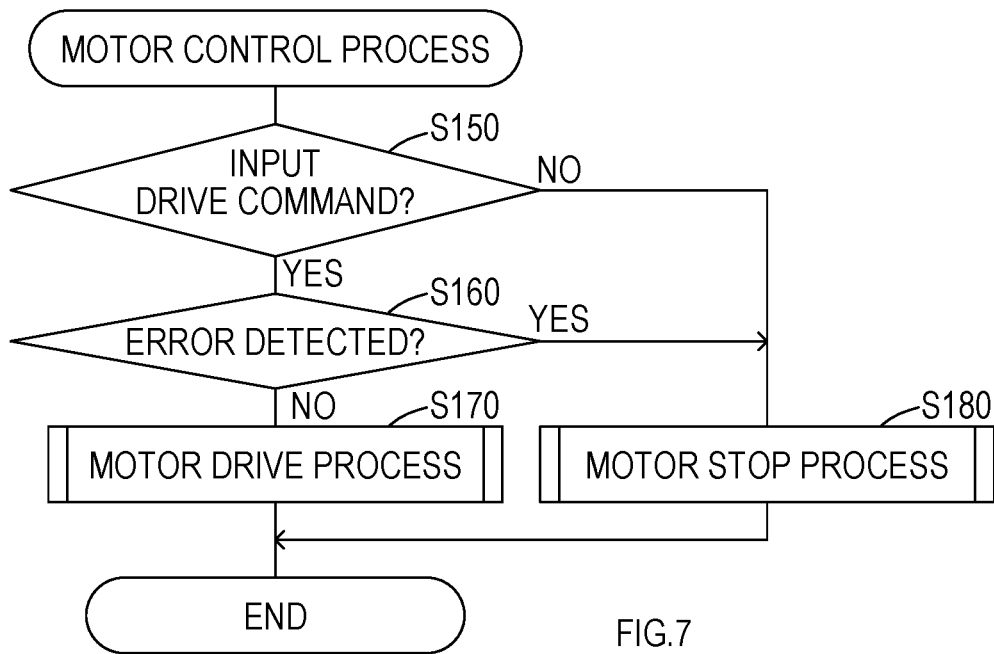 MOTOR CONTROL PROCESS
S150
INPUT
DRIVE COMMAND?
NO
YES
S160
ERROR DETECTED?
YES
NO
S170
MOTOR DRIVE PROCESS
S180
MOTOR STOP PROCESS
END
FIG.7